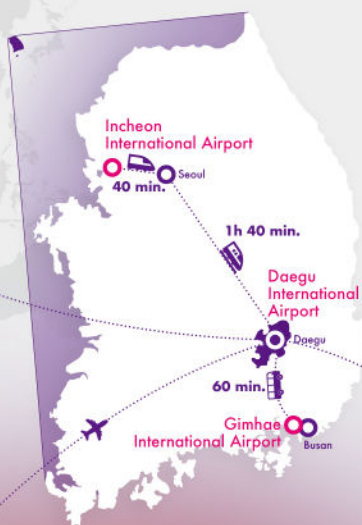 Incheon
International Airport
Seoul
40 min.
1h 40 min.
Daegu
International
Airport
Daegu
60 min.
Gimhae
International Airport
Busan